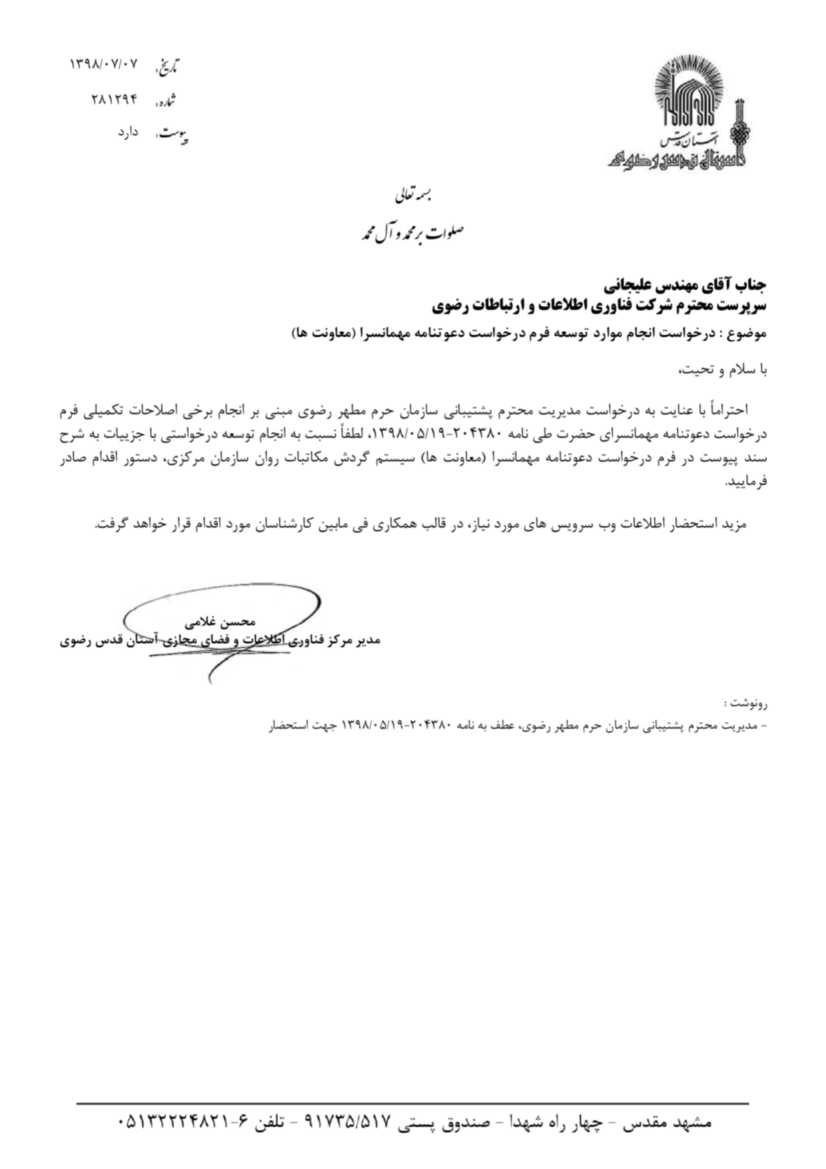 تاریخ: ۱۳۹۸/۰۷/۰۷
شماره: ۲۸۱۲۹۴
پیوست: دارد
آستان قدس
آستان قدس رضوی
بسمه تعالی
صلوات بر محمد و آل محمد
جناب آقای مهندس علیجانی
سرپرست محترم شرکت فناوری اطلاعات و ارتباطات رضوی
موضوع : درخواست انجام موارد توسعه فرم درخواست دعوتنامه مهمانسرا (معاونت ها)
با سلام و تحیت،
احتراماً با عنایت به درخواست مدیریت محترم پشتیبانی سازمان حرم مطهر رضوی مبنی بر انجام برخی اصلاحات تکمیلی فرم
درخواست دعوتنامه مهمانسرای حضرت طی نامه ۲۰۴۳۸۰-۱۳۹۸/۰۵/۱۹، لطفاً نسبت به انجام توسعه درخواستی با جزییات به شرح
سند پیوست در فرم درخواست دعوتنامه مهمانسرا (معاونت ها) سیستم گردش مکاتبات روان سازمان مرکزی، دستور اقدام صادر
فرمایید.
مزید استحضار اطلاعات وب سرویس های مورد نیاز، در قالب همکاری فی مابین کارشناسان مورد اقدام قرار خواهد گرفت.
محسن غلامی
مدیر مرکز فناوری اطلاعات و فضای مجازی آستان قدس رضوی
رونوشت :
- مدیریت محترم پشتیبانی سازمان حرم مطهر رضوی، عطف به نامه ۲۰۴۳۸۰-۱۳۹۸/۰۵/۱۹ جهت استحضار
مشهد مقدس - چهار راه شهدا - صندوق پستی ۹۱۷۳۵/۵۱۷ - تلفن ۶-۰۵۱۳۲۲۲۴۸۲۱